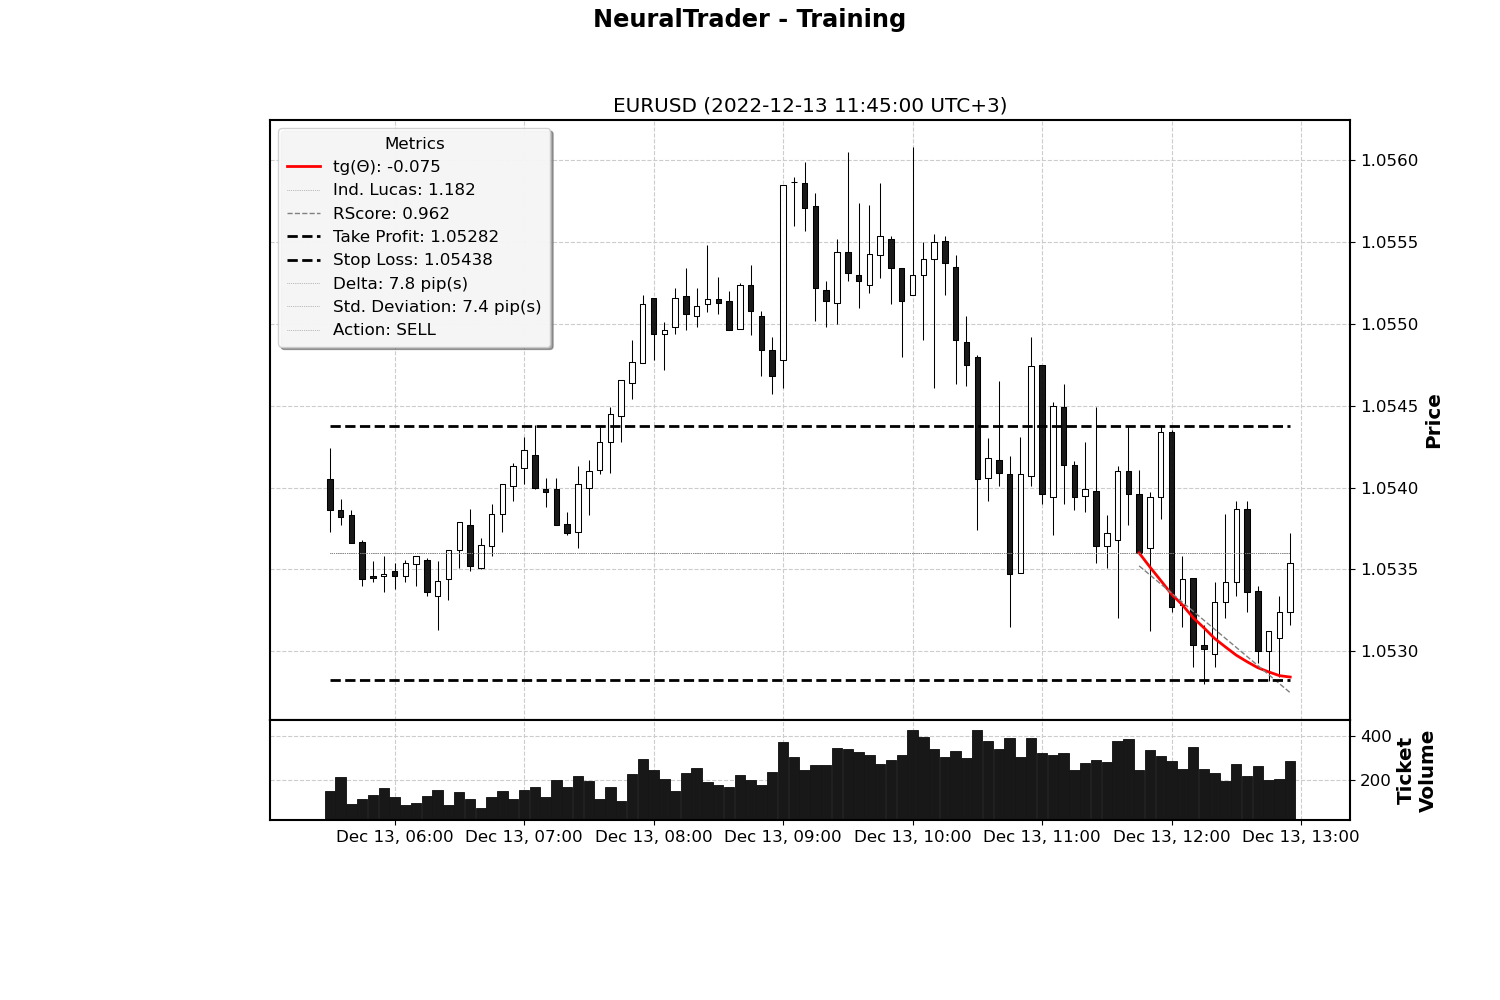 NeuralTrader - Training
EURUSD (2022-12-13 11:45:00 UTC+3)
Metrics
tg(Θ): -0.075
Ind. Lucas: 1.182
RScore: 0.962
Take Profit: 1.05282
Stop Loss: 1.05438
Delta: 7.8 pip(s)
Std. Deviation: 7.4 pip(s)
Action: SELL
1.0560
1.0555
1.0550
1.0545
1.0540
1.0535
1.0530
Price
400
200
Ticket
Volume
Dec 13, 06:00
Dec 13, 07:00
Dec 13, 08:00
Dec 13, 09:00
Dec 13, 10:00
Dec 13, 11:00
Dec 13, 12:00
Dec 13, 13:00